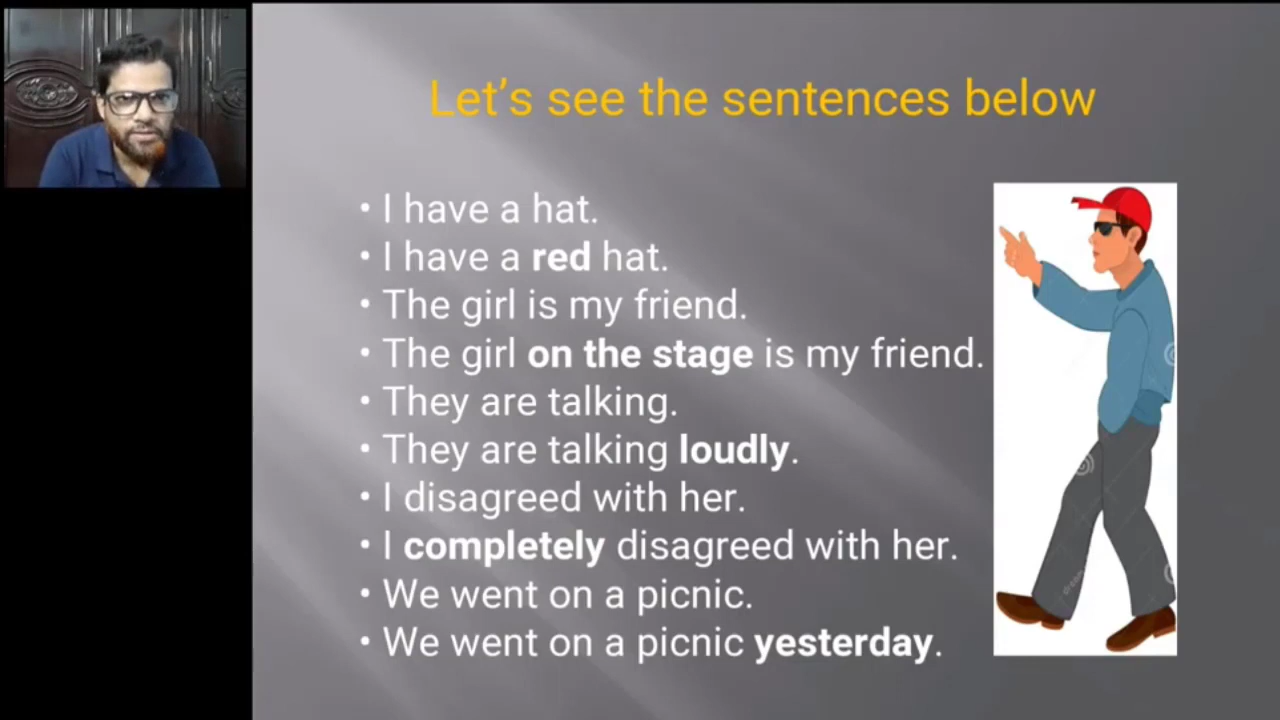 Let's see the sentences below
• I have a hat.
• I have a red hat.
• The girl is my friend.
• The girl on the stage is my friend.
• They are talking.
• They are talking loudly.
• I disagreed with her.
• I completely disagreed with her.
• We went on a picnic.
• We went on a picnic yesterday.